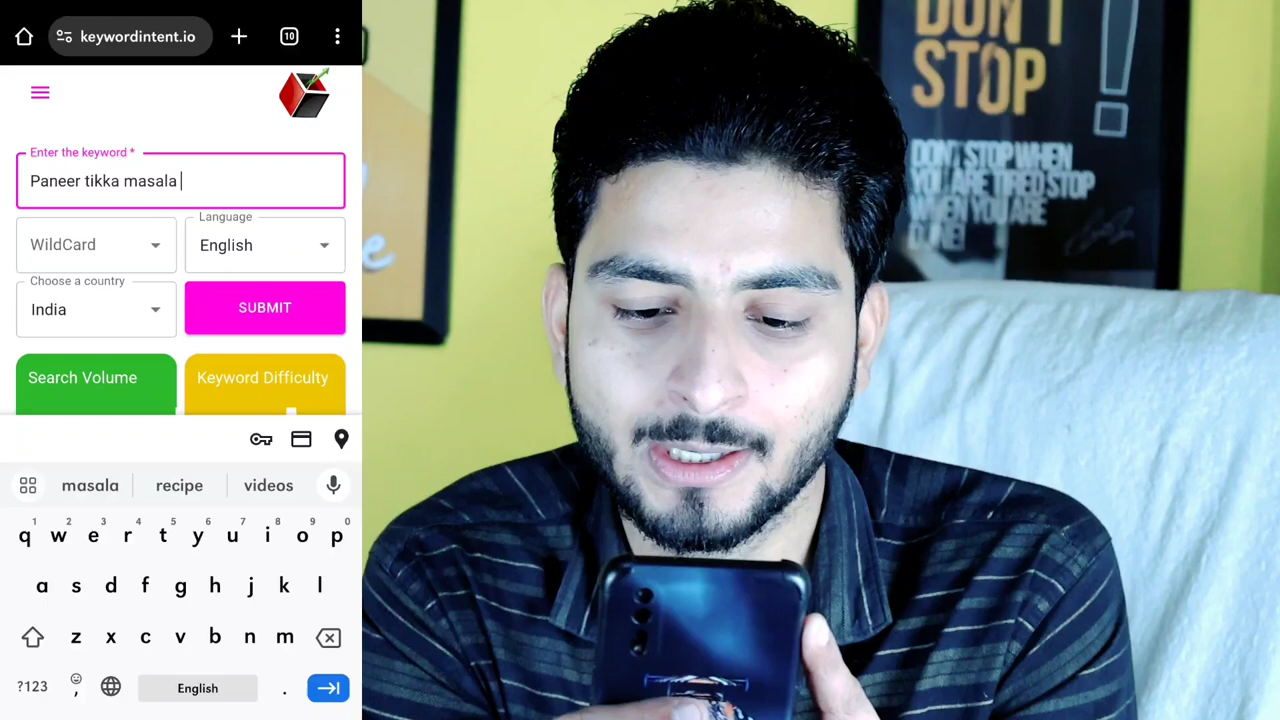 keywordintent.io
10
Enter the keyword *
Paneer tikka masala
WildCard
Language
English
Choose a country
India
SUBMIT
Search Volume
Keyword Difficulty
masala
recipe
videos
1 2 3 4 5 6 7 8 9 0
q w e r t y u i o p
a s d f g h j k l
z x c v b n m
?123
,
English
.
DON'T
STOP
!
DON'T STOP WHEN
YOU ARE TIRED STOP
WHEN YOU ARE
DONE!